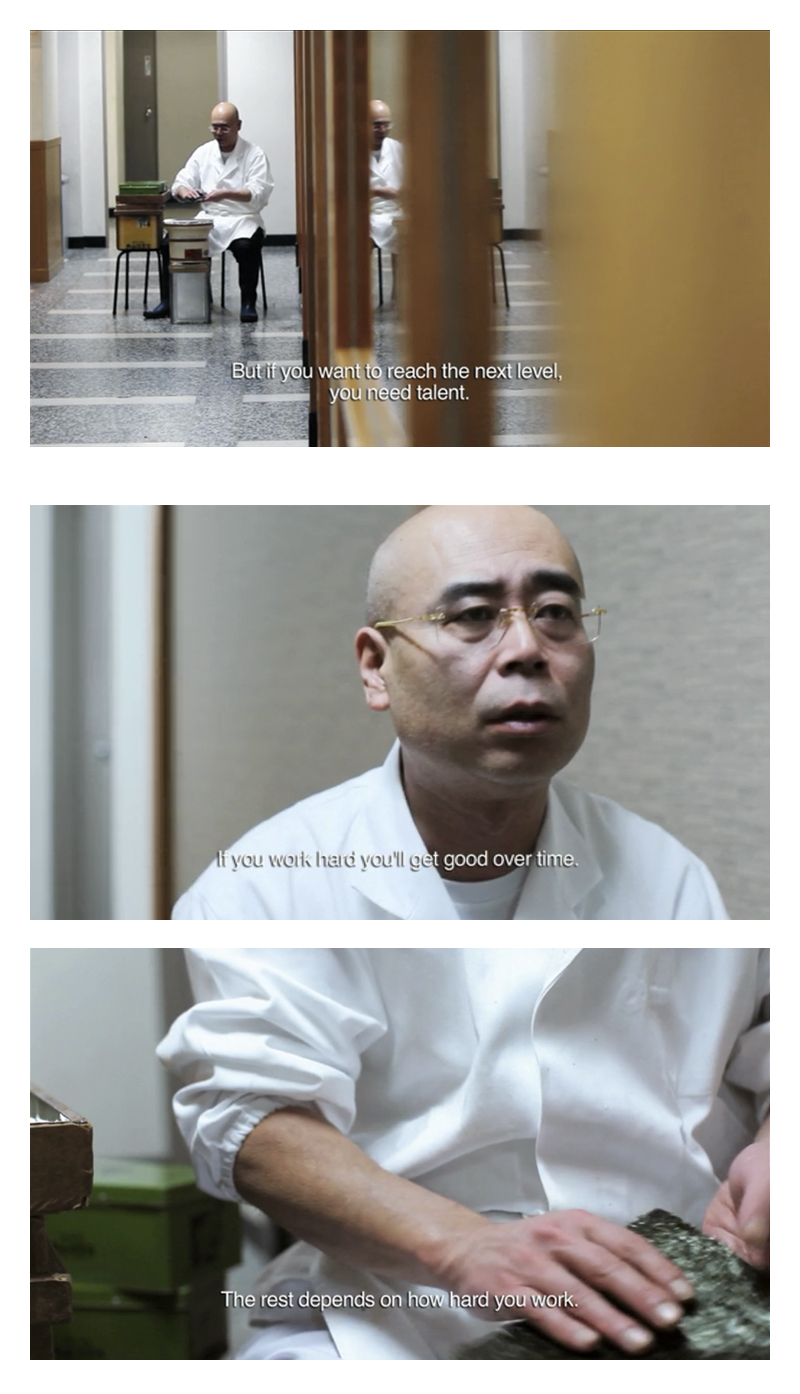 But if you want to reach the next level,
you need talent.
If you work hard you'll get good over time.
The rest depends on how hard you work.